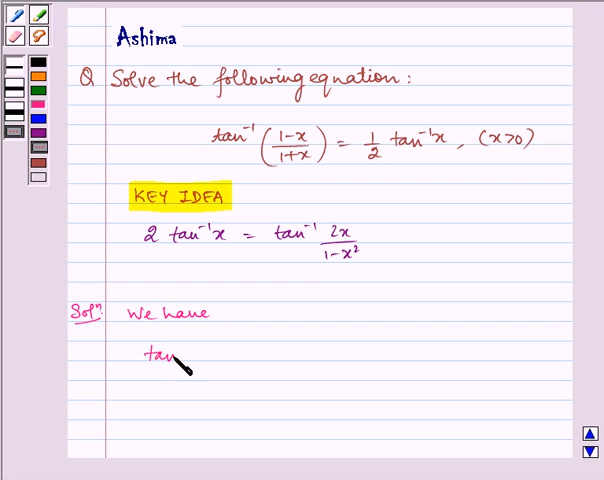 Ashima
Q Solve the following equation:
tan⁻¹ (1-x/1+x) = 1/2 tan⁻¹x, (x>0)
KEY IDEA
2 tan⁻¹x = tan⁻¹ 2x/1-x²
Solⁿ: We have
tan